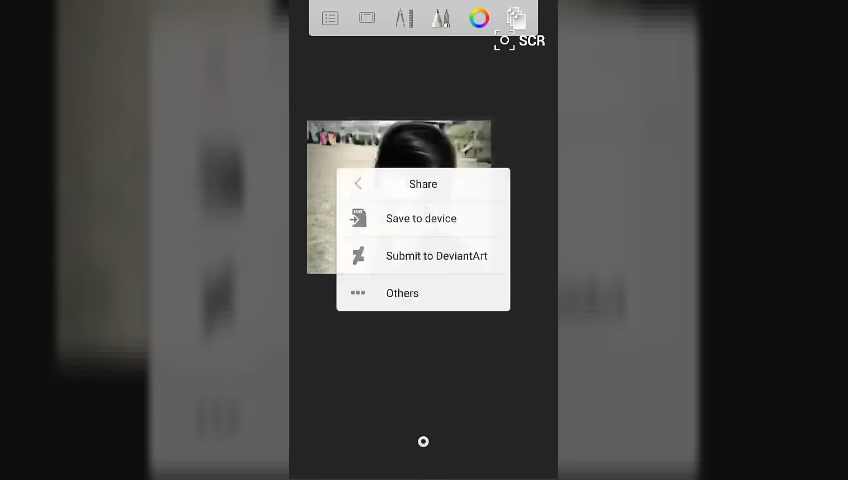 SCR
Share
Save to device
Submit to DeviantArt
Others